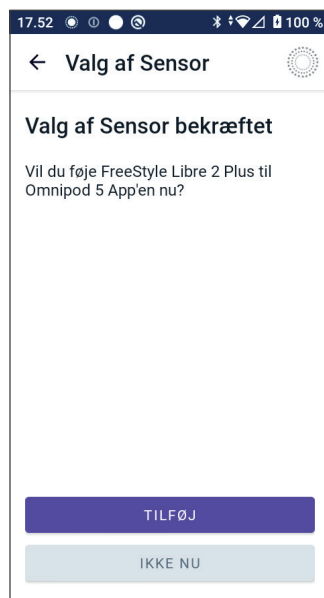 17.52 100 %
Valg af Sensor
Valg af Sensor bekræftet
Vil du føje FreeStyle Libre 2 Plus til
Omnipod 5 App'en nu?
TILFØJ
IKKE NU